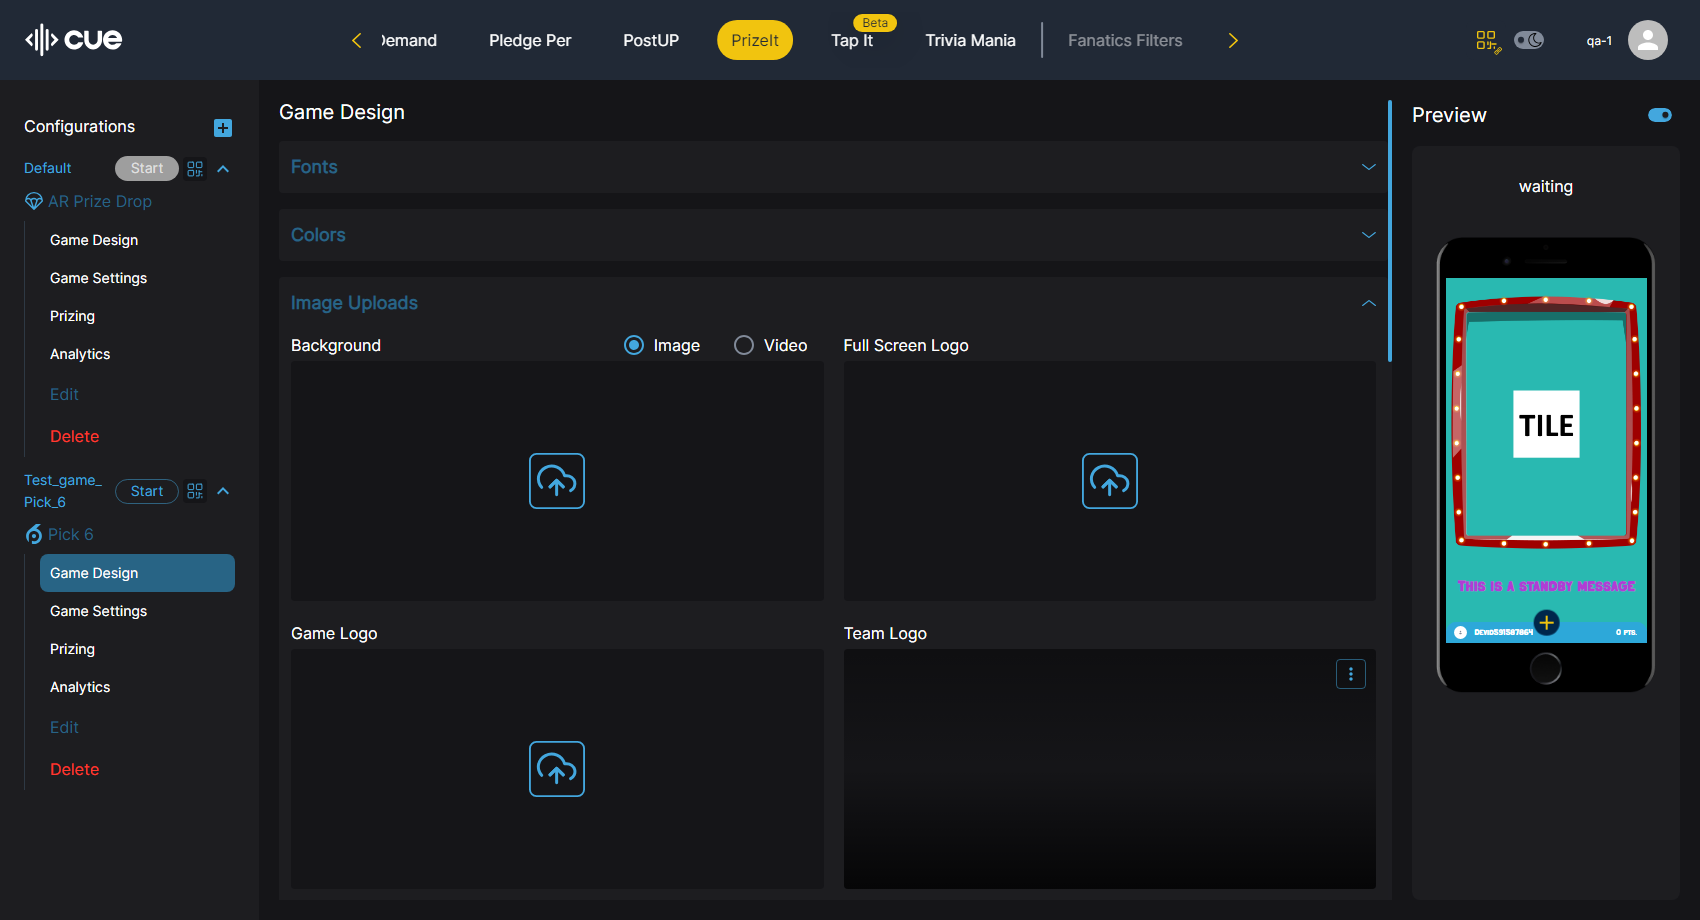 cue
Demand
Pledge Per
PostUP
PrizeIt
Beta
Tap It
Trivia Mania
Fanatics Filters
qa-1
Configurations
Default
Start
AR Prize Drop
Game Design
Game Settings
Prizing
Analytics
Edit
Delete
Test_game_
Pick_6
Start
Pick 6
Game Design
Game Settings
Prizing
Analytics
Edit
Delete
Game Design
Fonts
Colors
Image Uploads
Background
Image
Video
Full Screen Logo
Game Logo
Team Logo
Preview
waiting
TILE
This is a standby message
0 pts.